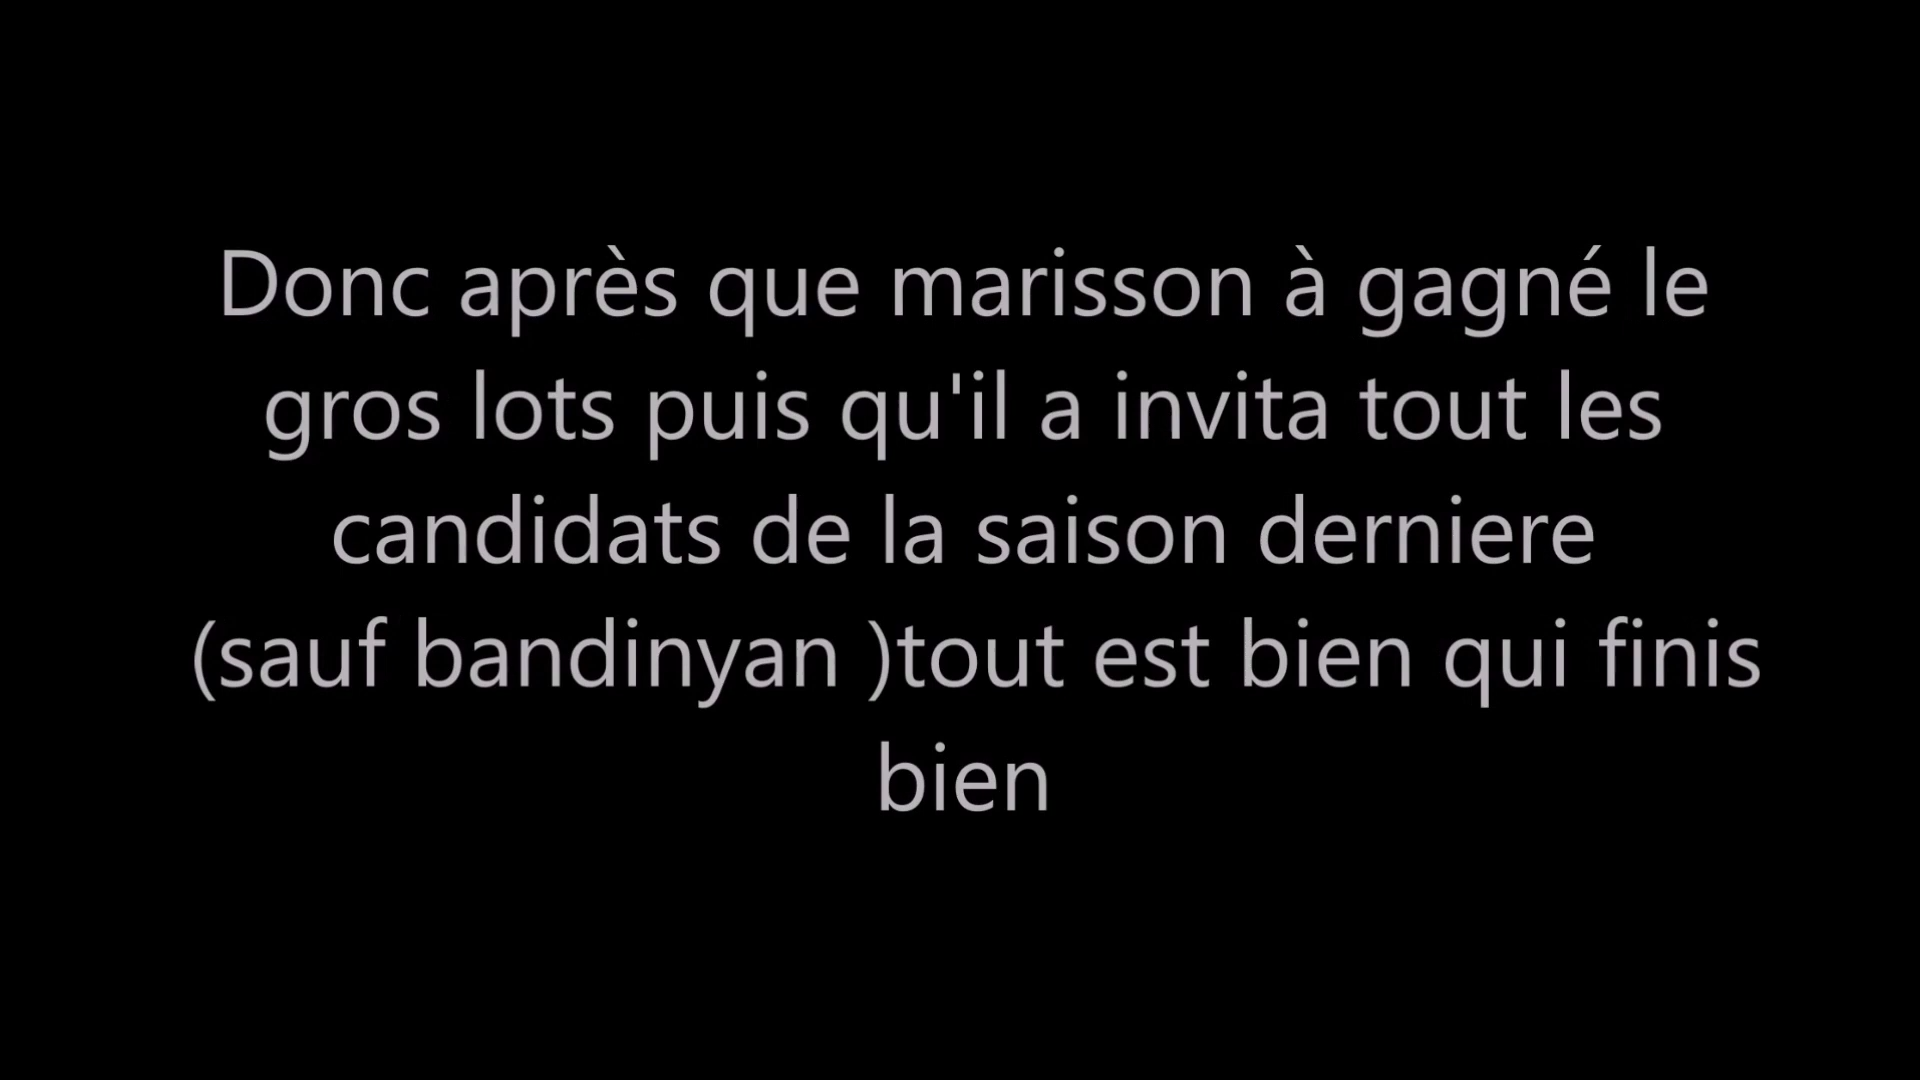 Donc après que marisson à gagné le
gros lots puis qu'il a invita tout les
candidats de la saison derniere
(sauf bandinyan )tout est bien qui finis
bien